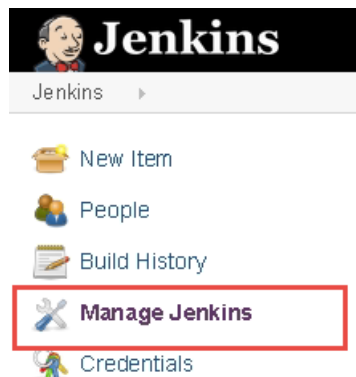 Jenkins
Jenkins
New Item
People
Build History
Manage Jenkins
Credentials